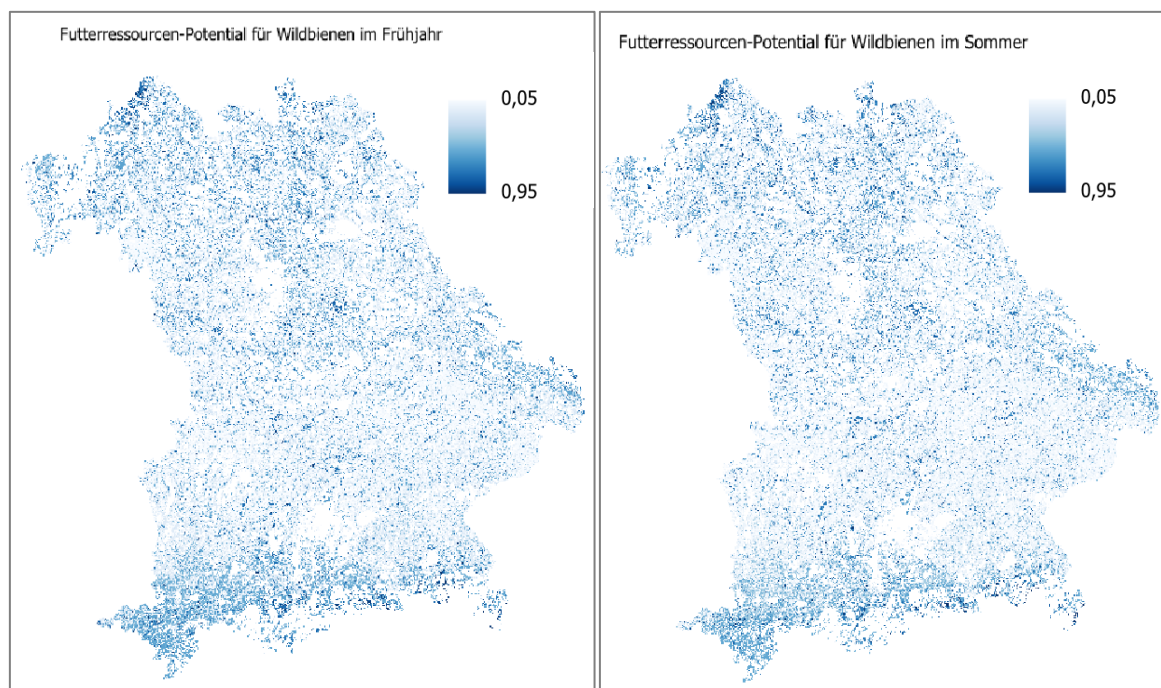 Futterressourcen-Potential für Wildbienen im Frühjahr
0,05
0,95
Futterressourcen-Potential für Wildbienen im Sommer
0,05
0,95